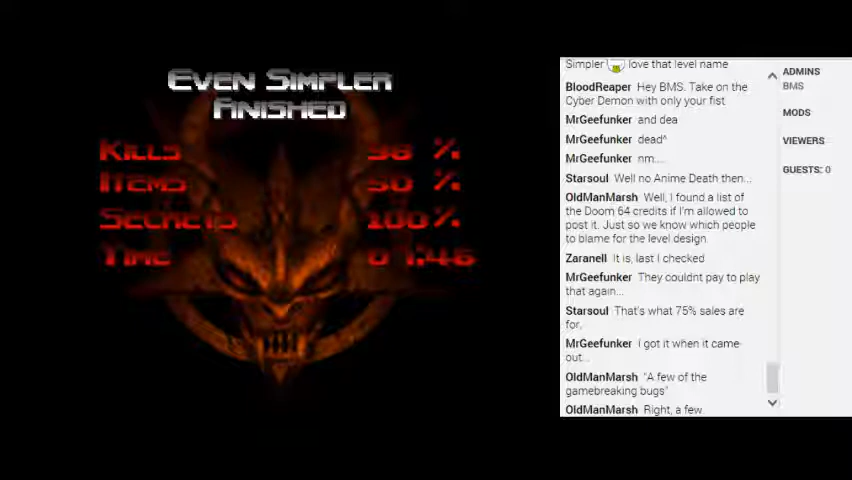 Even Simpler
Finished
Kills 98 %
Items 50 %
Secrets 100%
Time 07:46
Simpler love that level name
BloodReaper Hey BMS. Take on the
Cyber Demon with only your fist
MrGeefunker and dea
MrGeefunker dead^
MrGeefunker nm....
Starsoul Well no Anime Death then...
OldManMarsh Well, I found a list of
the Doom 64 credits if I'm allowed to
post it. Just so we know which people
to blame for the level design.
Zaranell It is, last I checked
MrGeefunker They couldnt pay to play
that again...
Starsoul That's what 75% sales are
for.
MrGeefunker I got it when it came
out...
OldManMarsh "A few of the
gamebreaking bugs"
OldManMarsh Right, a few.
ADMINS
BMS
MODS
VIEWERS
GUESTS: 0